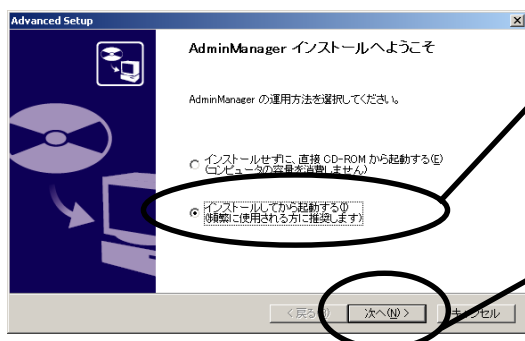 Advanced Setup
AdminManager インストールへようこそ
AdminManager の運用方法を選択してください。
インストールせずに、直接 CD-ROM から起動する(E)
(コンピュータの容量を消費しません)
インストールしてから起動する(I)
(頻繁に使用される方に推奨します)
< 戻る 次へ(N) > キャンセル